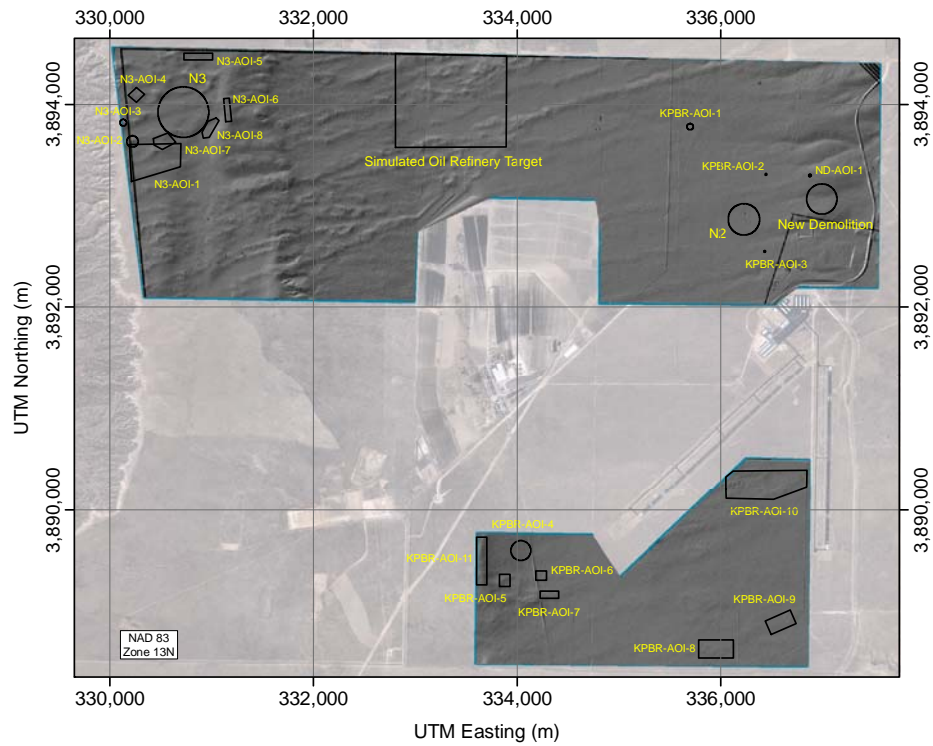 330,000
332,000
334,000
336,000
N3-AOI-5
N3-AOI-4
N3
N3-AOI-6
3,894,000
3,894,000
N3-AOI-3
KPBR-AOI-1
N3-AOI-8
N3-AOI-2
N3-AOI-7
Simulated Oil Refinery Target
KPBR-AOI-2
ND-AOI-1
N3-AOI-1
New Demolition
N2
KPBR-AOI-3
3,892,000
3,892,000
UTM Northing (m)
UTM Northing (m)
3,890,000
3,890,000
KPBR-AOI-10
KPBR-AOI-4
KPBR-AOI-11
KPBR-AOI-6
KPBR-AOI-5
KPBR-AOI-7
KPBR-AOI-9
KPBR-AOI-8
NAD 83
Zone 13N
330,000
332,000
334,000
336,000
UTM Easting (m)